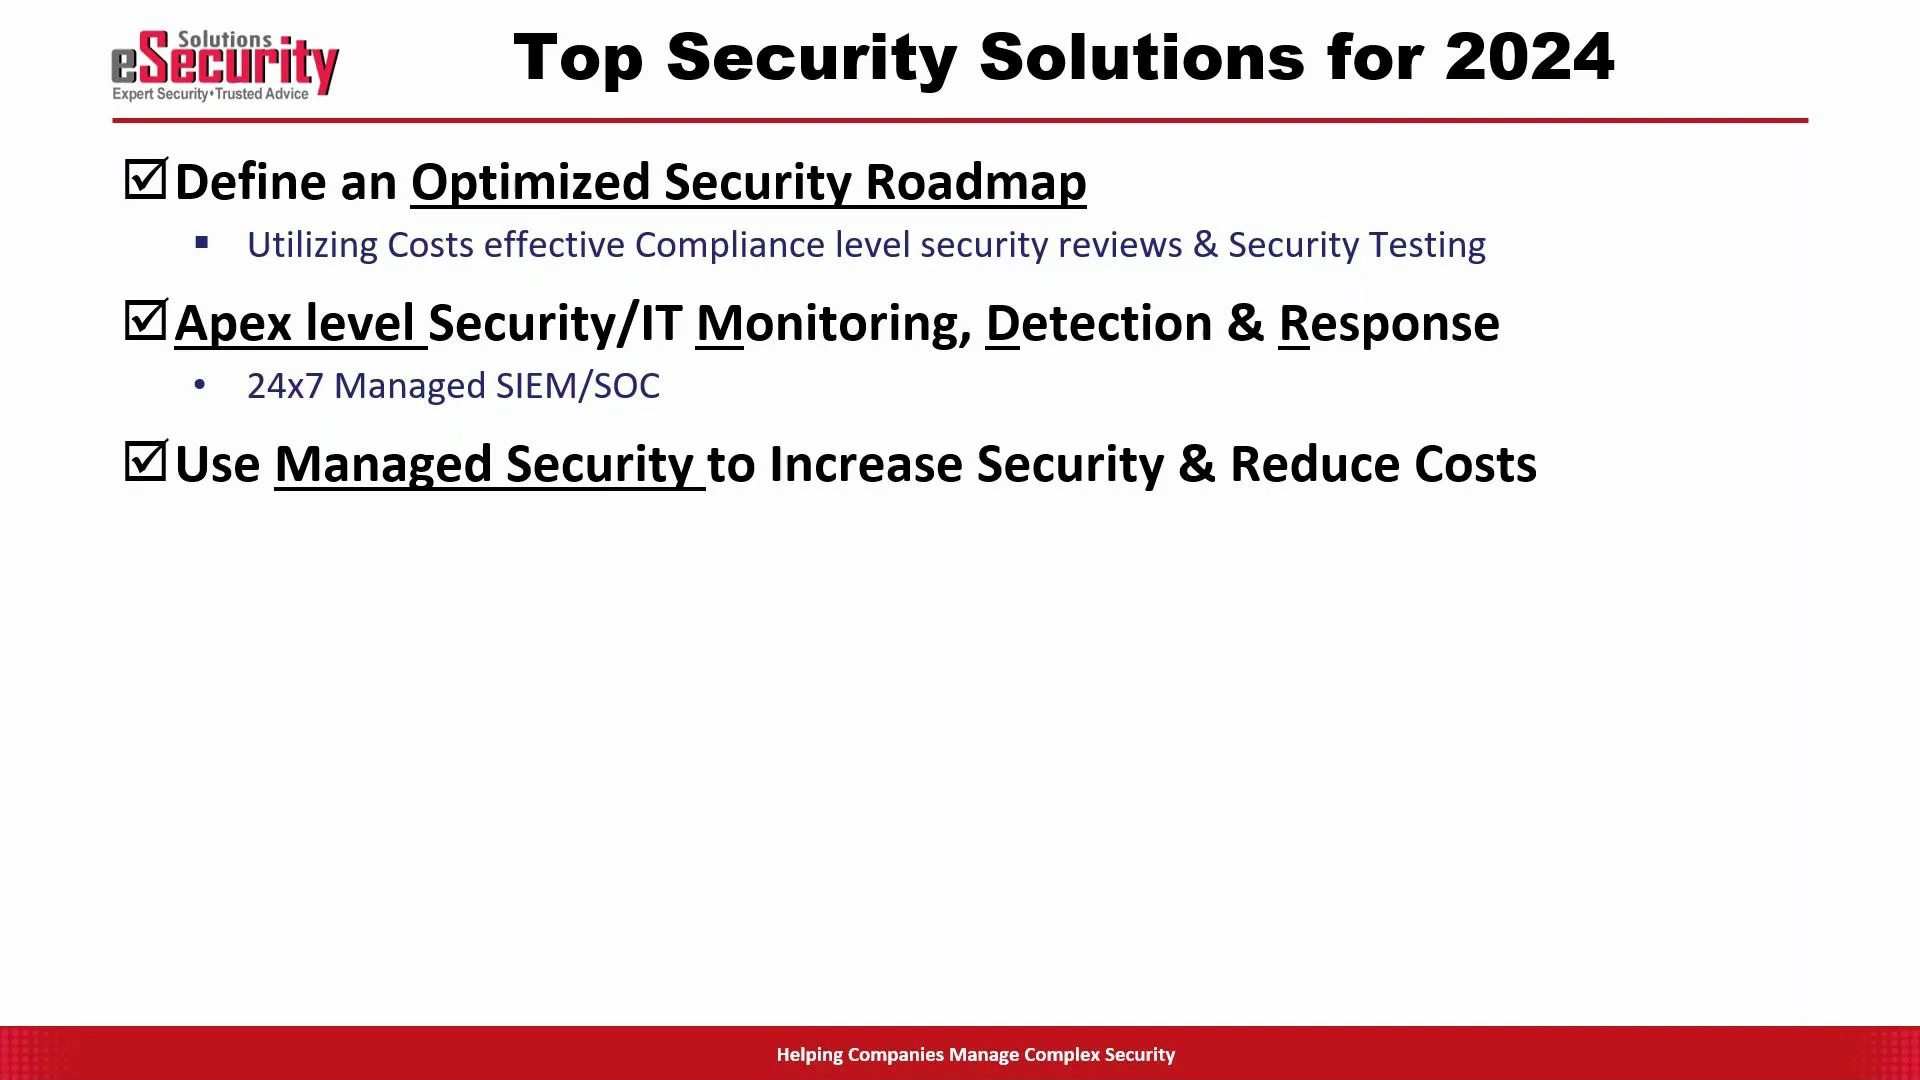 Solutions
eSecurity
Expert Security•Trusted Advice
Top Security Solutions for 2024
☑Define an Optimized Security Roadmap
▪ Utilizing Costs effective Compliance level security reviews & Security Testing
☑Apex level Security/IT Monitoring, Detection & Response
• 24x7 Managed SIEM/SOC
☑Use Managed Security to Increase Security & Reduce Costs
Helping Companies Manage Complex Security